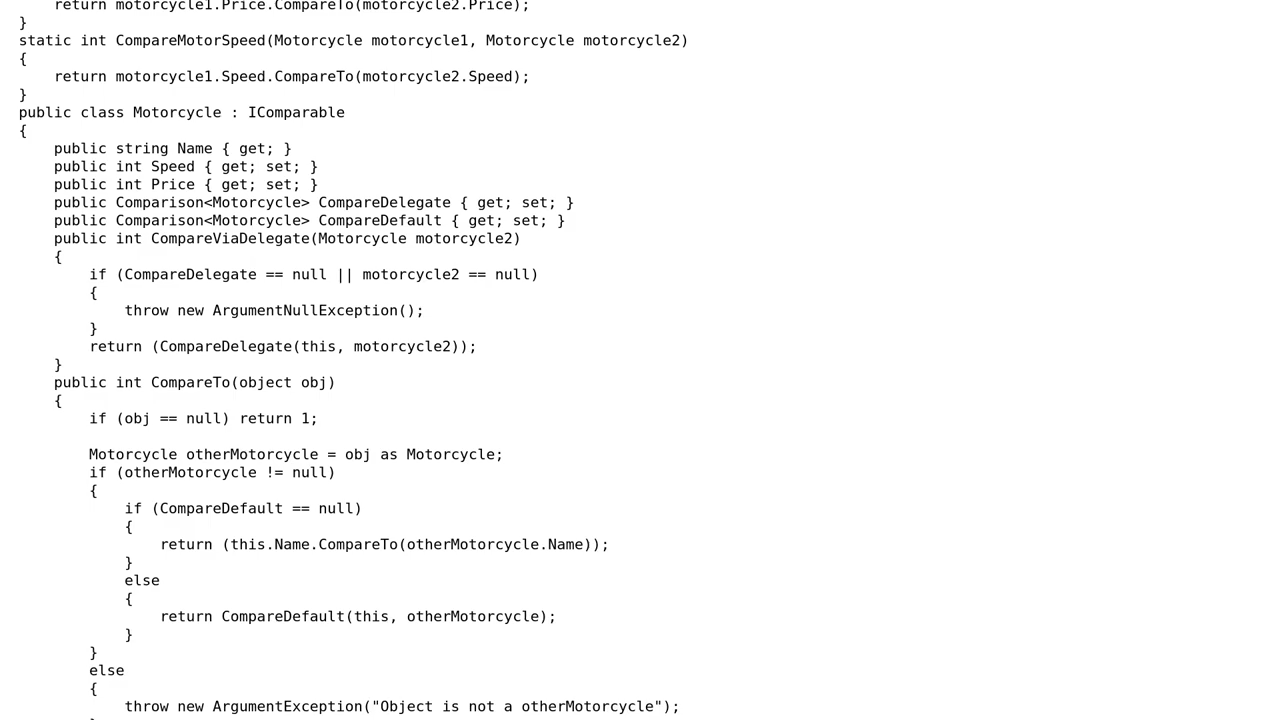 return motorcycle1.Price.CompareTo(motorcycle2.Price);
}
static int CompareMotorSpeed(Motorcycle motorcycle1, Motorcycle motorcycle2)
{
    return motorcycle1.Speed.CompareTo(motorcycle2.Speed);
}
public class Motorcycle : IComparable
{
    public string Name { get; }
    public int Speed { get; set; }
    public int Price { get; set; }
    public Comparison<Motorcycle> CompareDelegate { get; set; }
    public Comparison<Motorcycle> CompareDefault { get; set; }
    public int CompareViaDelegate(Motorcycle motorcycle2)
    {
        if (CompareDelegate == null || motorcycle2 == null)
        {
            throw new ArgumentNullException();
        }
        return (CompareDelegate(this, motorcycle2));
    }
    public int CompareTo(object obj)
    {
        if (obj == null) return 1;

        Motorcycle otherMotorcycle = obj as Motorcycle;
        if (otherMotorcycle != null)
        {
            if (CompareDefault == null)
            {
                return (this.Name.CompareTo(otherMotorcycle.Name));
            }
            else
            {
                return CompareDefault(this, otherMotorcycle);
            }
        }
        else
        {
            throw new ArgumentException("Object is not a otherMotorcycle");
        }